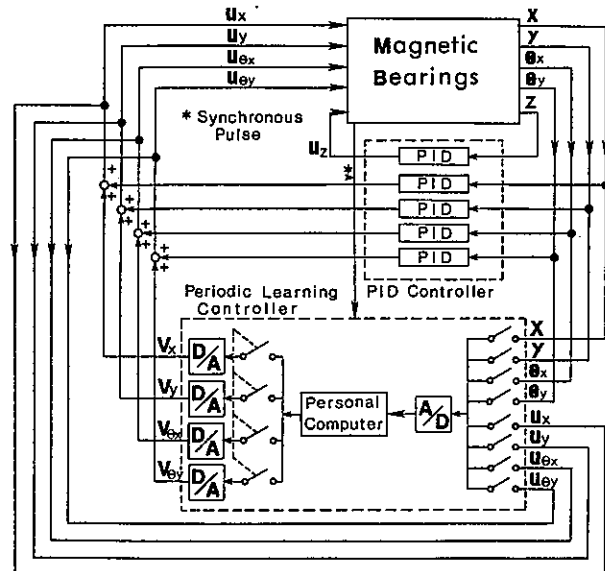 ux
uy
uθx
uθy
Magnetic
Bearings
x
y
θx
θy
z
* Synchronous
Pulse
uz
*
PID
PID
PID
PID
PID
+
+
+
+
+
+
+
+
Periodic Learning
Controller
PID Controller
Vx
D/A
Vy
D/A
Vθx
D/A
Vθy
D/A
Personal
Computer
A/D
x
y
θx
θy
ux
uy
uθx
uθy